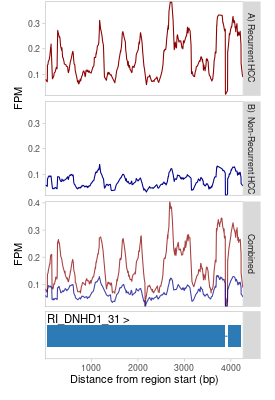 A) Recurrent HCC
0.3
0.2
0.1
FPM
B) Non-Recurrent HCC
0.3
0.2
0.1
Combined
0.4
0.3
0.2
0.1
FPM
RI_DNHD1_31 >
1000 2000 3000 4000
Distance from region start (bp)